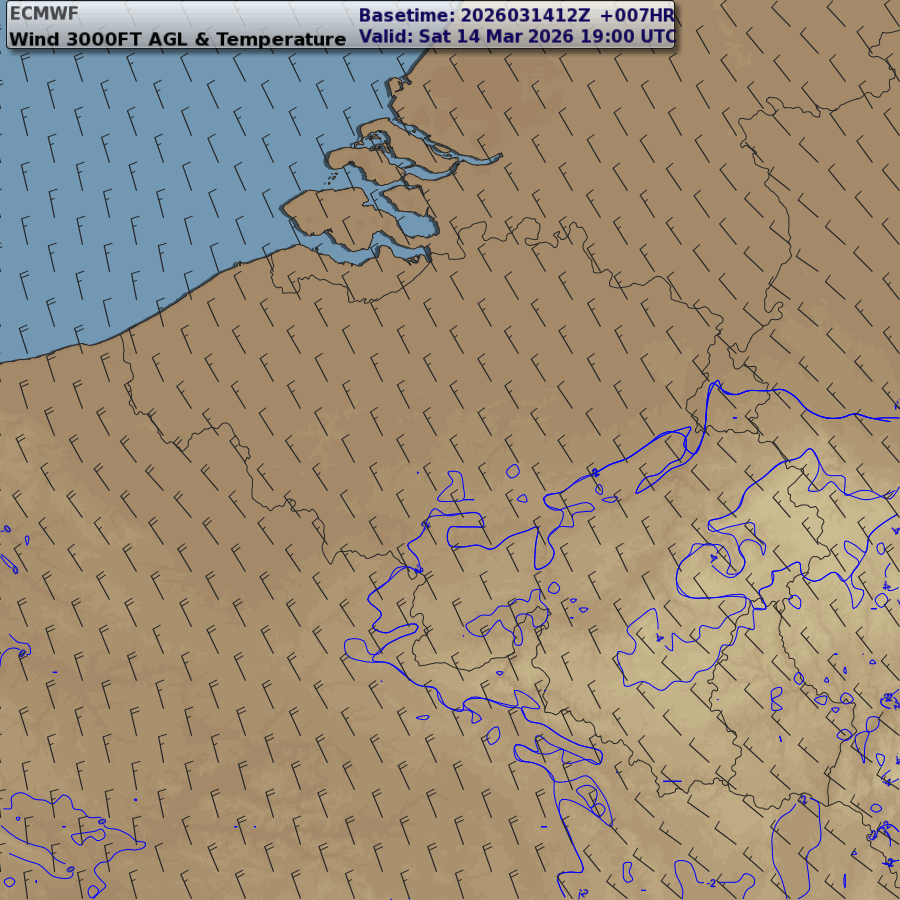 ECMWF
Basetime: 2026031412Z +007HR
Wind 3000FT AGL & Temperature
Valid: Sat 14 Mar 2026 19:00 UTC